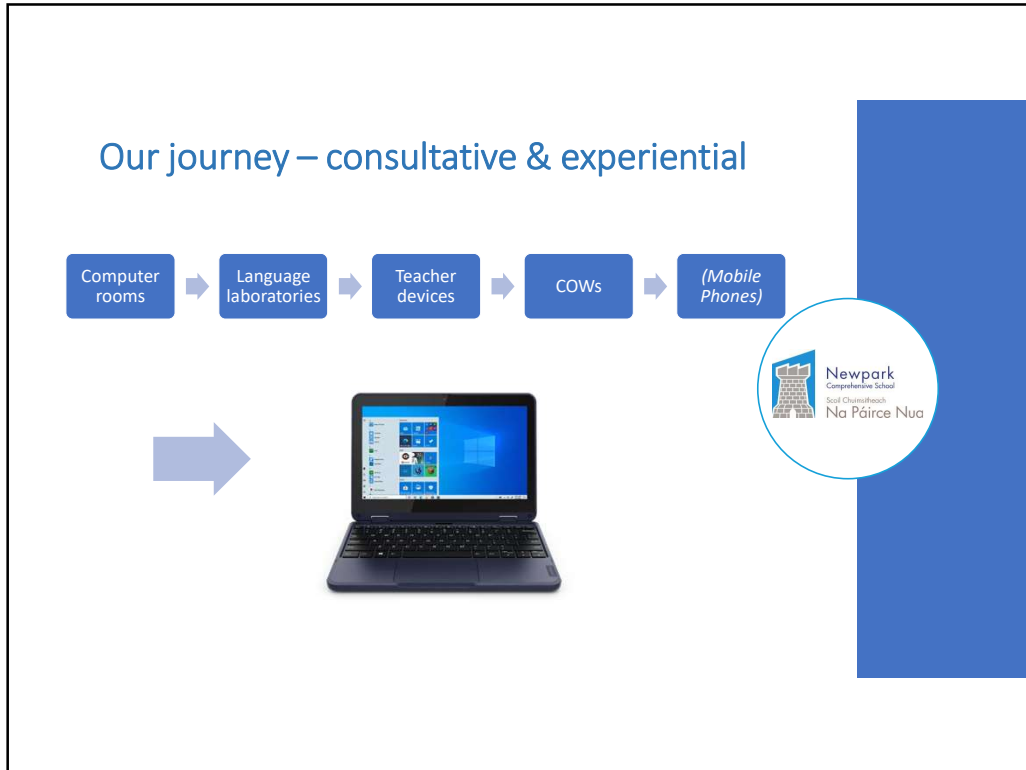 Our journey – consultative & experiential
Computer
rooms
Language
laboratories
Teacher
devices
COWs
(Mobile
Phones)
Newpark
Comprehensive School
Scoil Chuimsitheach
Na Páirce Nua